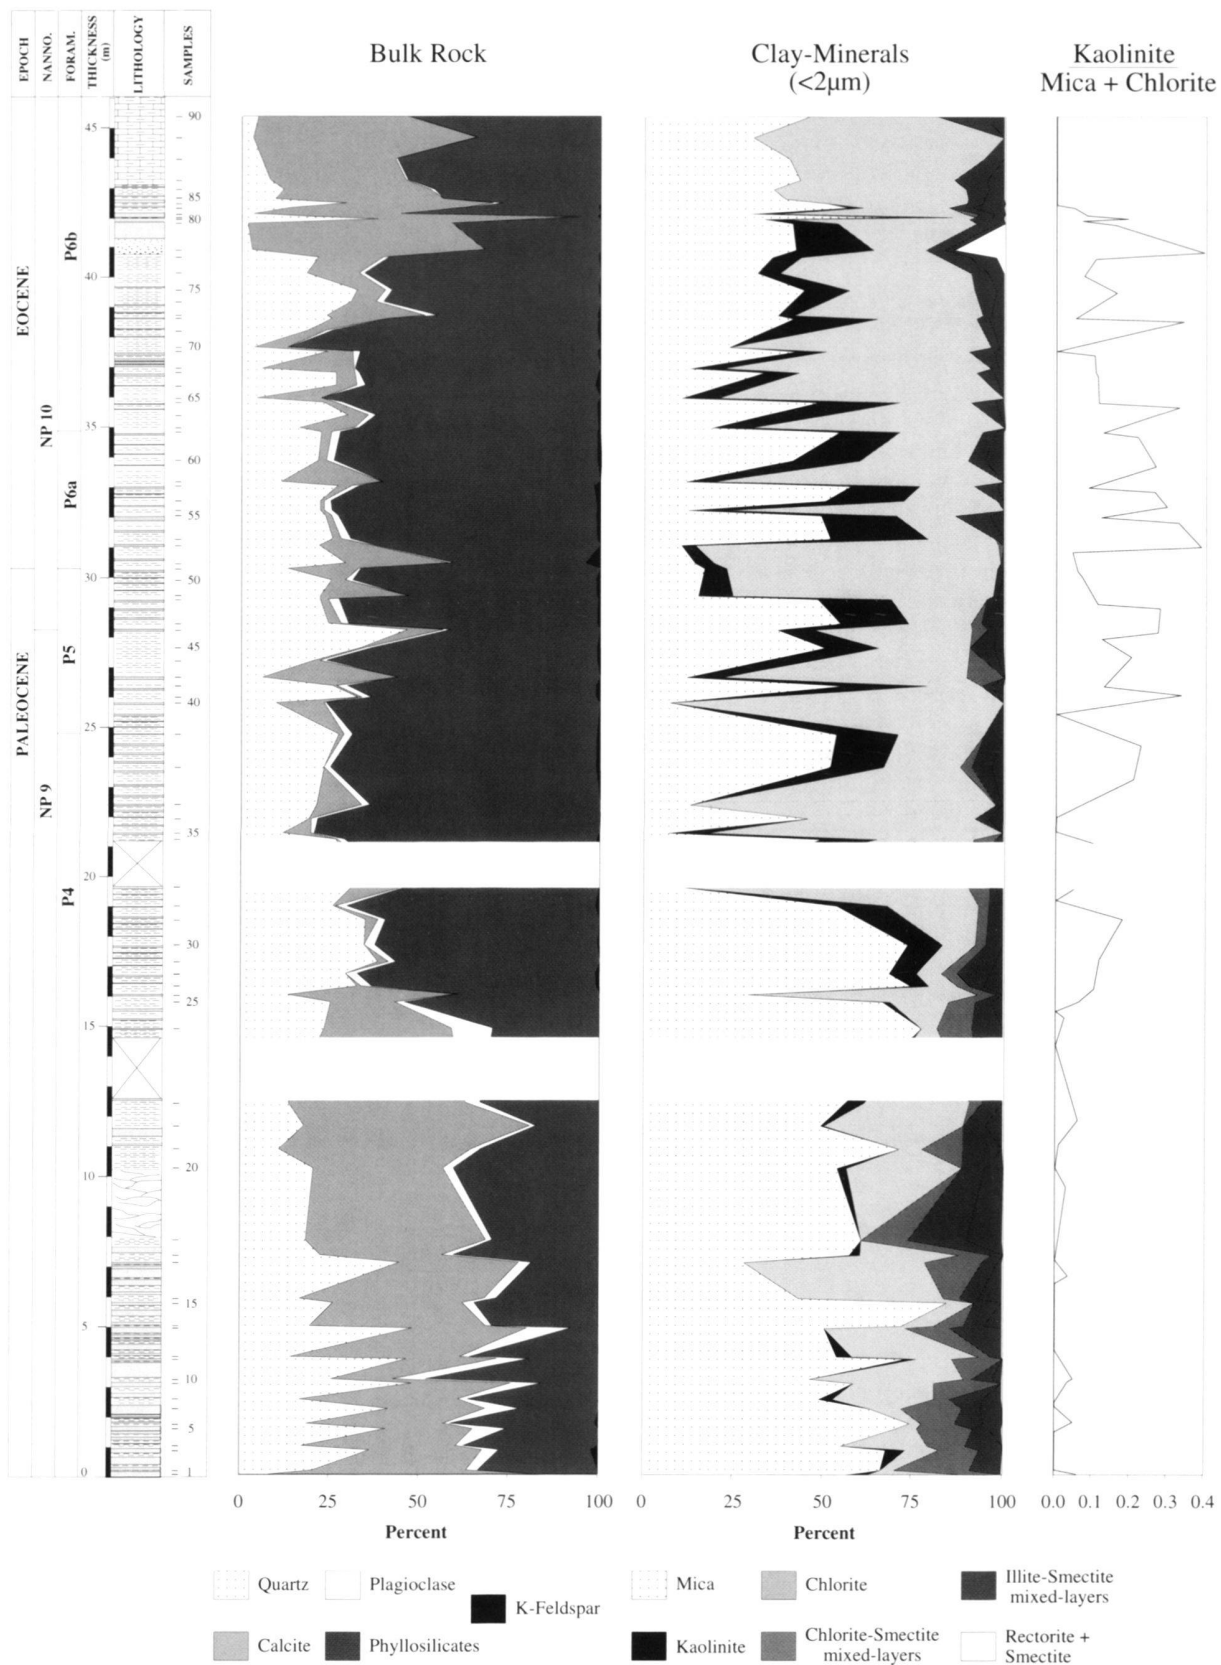 EPOCH
NANNO.
FORAM.
THICKNESS
(m)
LITHOLOGY
SAMPLES
Bulk Rock
Clay-Minerals
(<2µm)
Kaolinite
Mica + Chlorite
EOCENE
PALEOCENE
NP 10
NP 9
P6b
P6a
P5
P4
45
40
35
30
25
20
15
10
5
0
90
85
80
75
70
65
60
55
50
45
40
35
30
25
20
15
10
5
1
0 25 50 75 100
Percent
0 25 50 75 100
Percent
0.0 0.1 0.2 0.3 0.4
Quartz
Plagioclase
K-Feldspar
Calcite
Phyllosilicates
Mica
Chlorite
Illite-Smectite
mixed-layers
Kaolinite
Chlorite-Smectite
mixed-layers
Rectorite +
Smectite